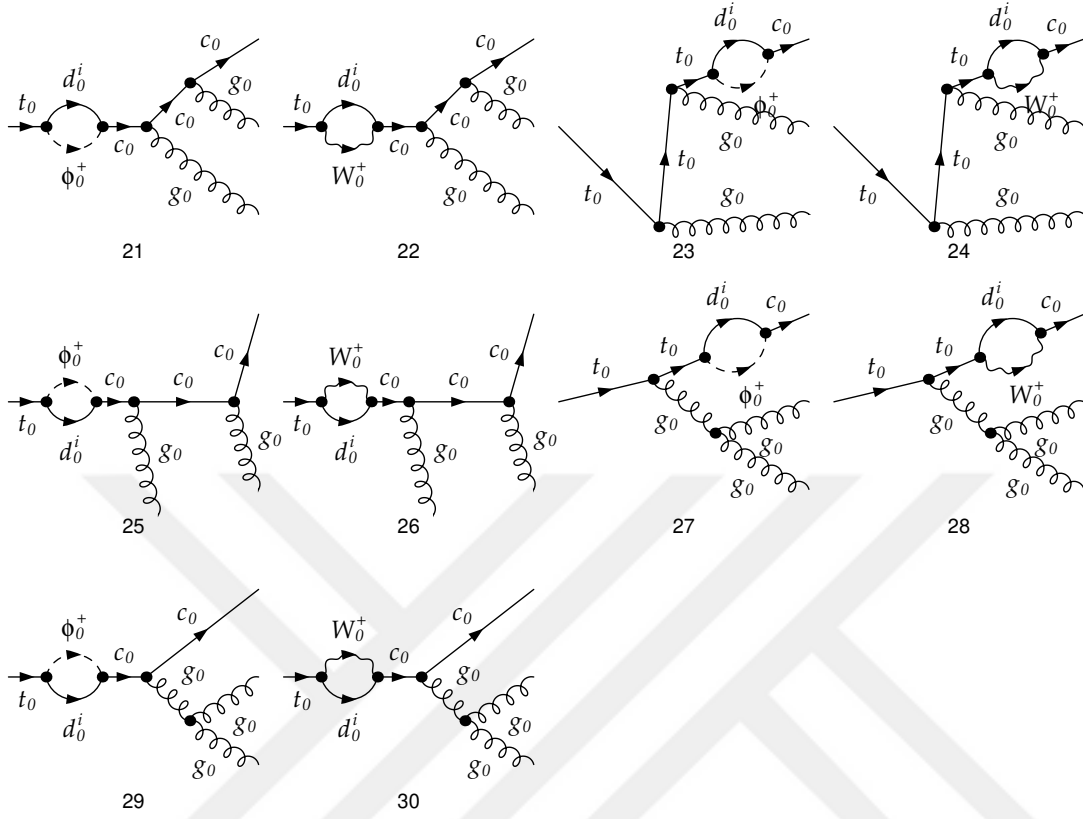 c₀
d₀ⁱ
t₀
g₀
c₀
c₀
ϕ₀⁺
g₀
21
c₀
d₀ⁱ
t₀
g₀
c₀
c₀
W₀⁺
g₀
22
d₀ⁱ
c₀
t₀
ϕ₀⁺
g₀
t₀
t₀
g₀
23
d₀ⁱ
c₀
t₀
W₀⁺
g₀
t₀
t₀
g₀
24
ϕ₀⁺
c₀
c₀
c₀
t₀
d₀ⁱ
g₀
g₀
25
W₀⁺
c₀
c₀
c₀
t₀
d₀ⁱ
g₀
g₀
26
d₀ⁱ
c₀
t₀
t₀
ϕ₀⁺
g₀
g₀
g₀
27
d₀ⁱ
c₀
t₀
t₀
W₀⁺
g₀
g₀
g₀
28
ϕ₀⁺
c₀
c₀
t₀
d₀ⁱ
g₀
g₀
g₀
29
W₀⁺
c₀
c₀
t₀
d₀ⁱ
g₀
g₀
g₀
30